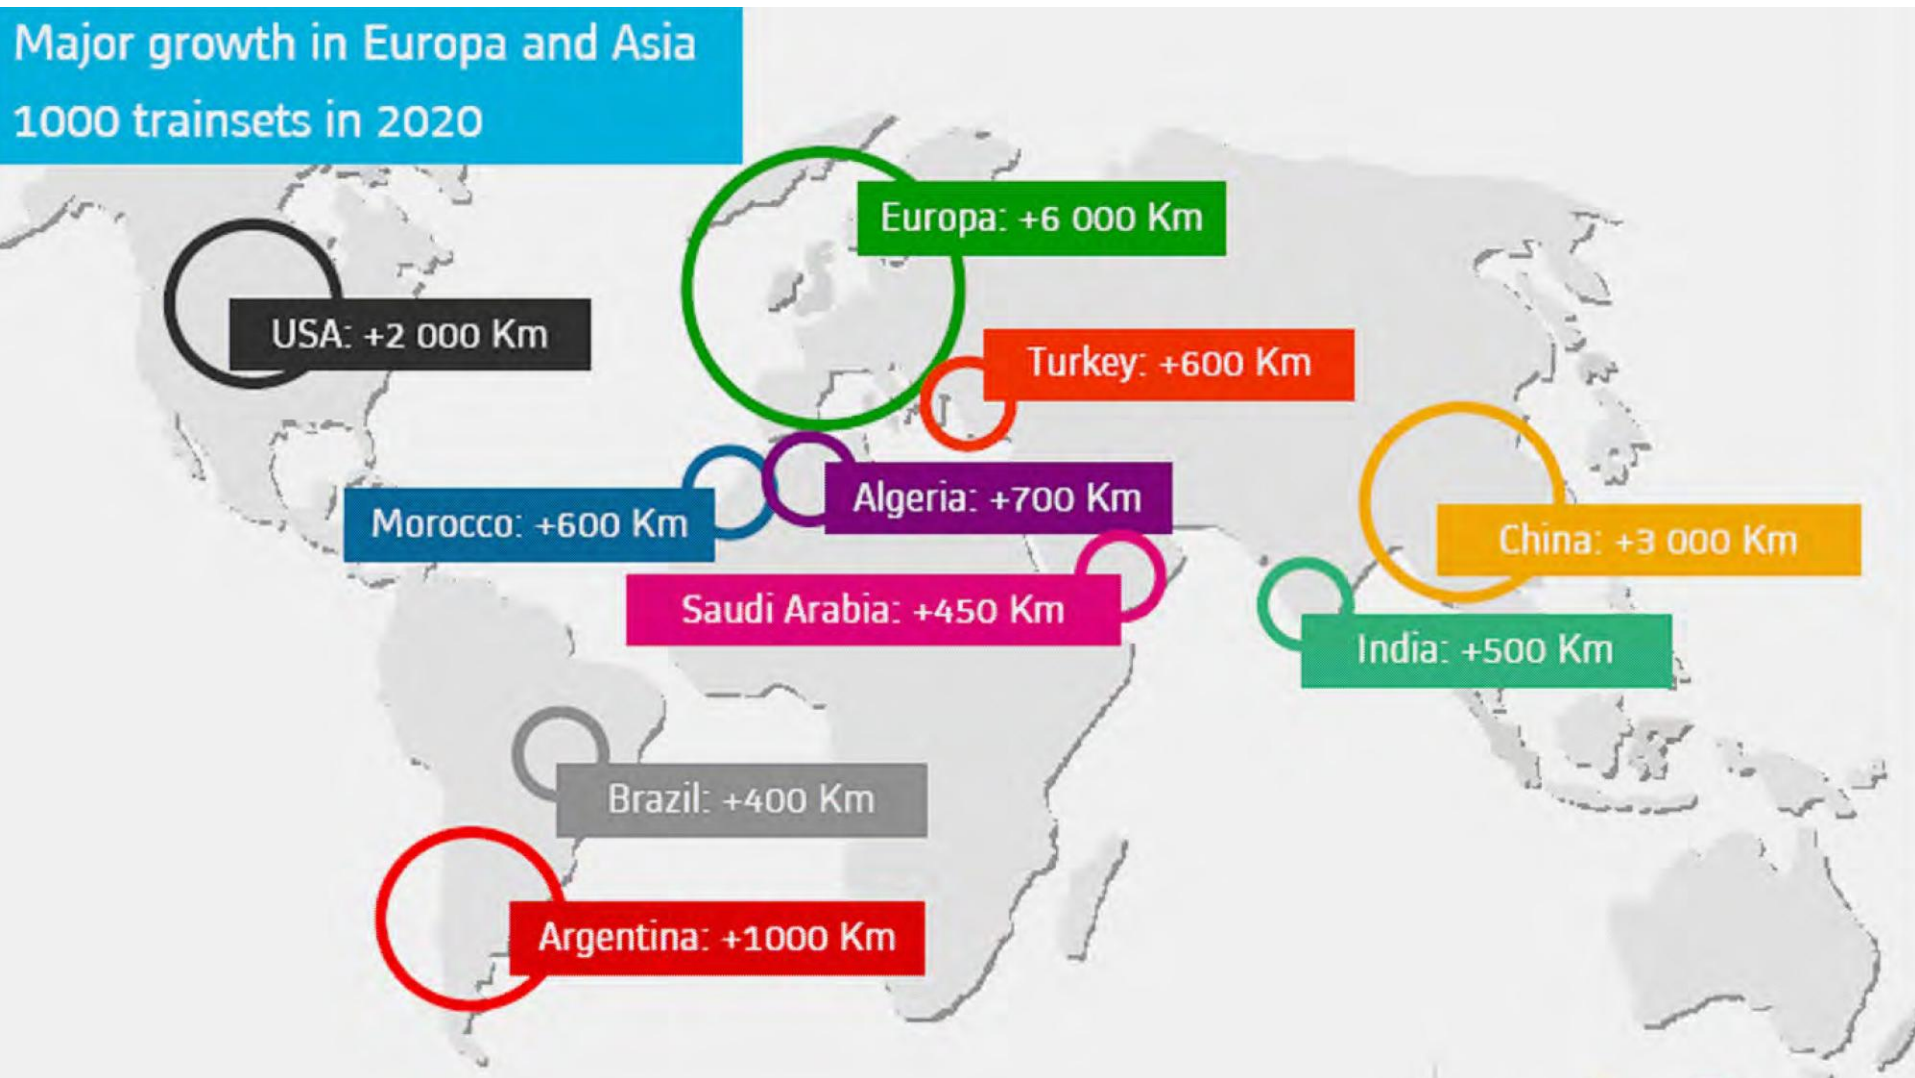 Major growth in Europa and Asia
1000 trainsets in 2020
Europa: +6 000 Km
USA: +2 000 Km
Turkey: +600 Km
Algeria: +700 Km
Morocco: +600 Km
China: +3 000 Km
Saudi Arabia: +450 Km
India: +500 Km
Brazil: +400 Km
Argentina: +1000 Km